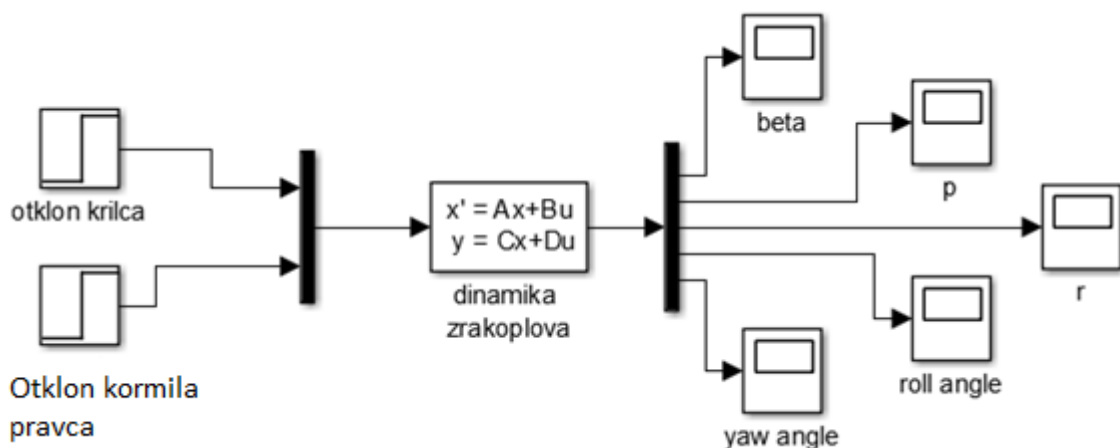 otklon krilca
Otklon kormila
pravca
x' = Ax+Bu
y = Cx+Du
dinamika
zrakoplova
beta
p
r
roll angle
yaw angle